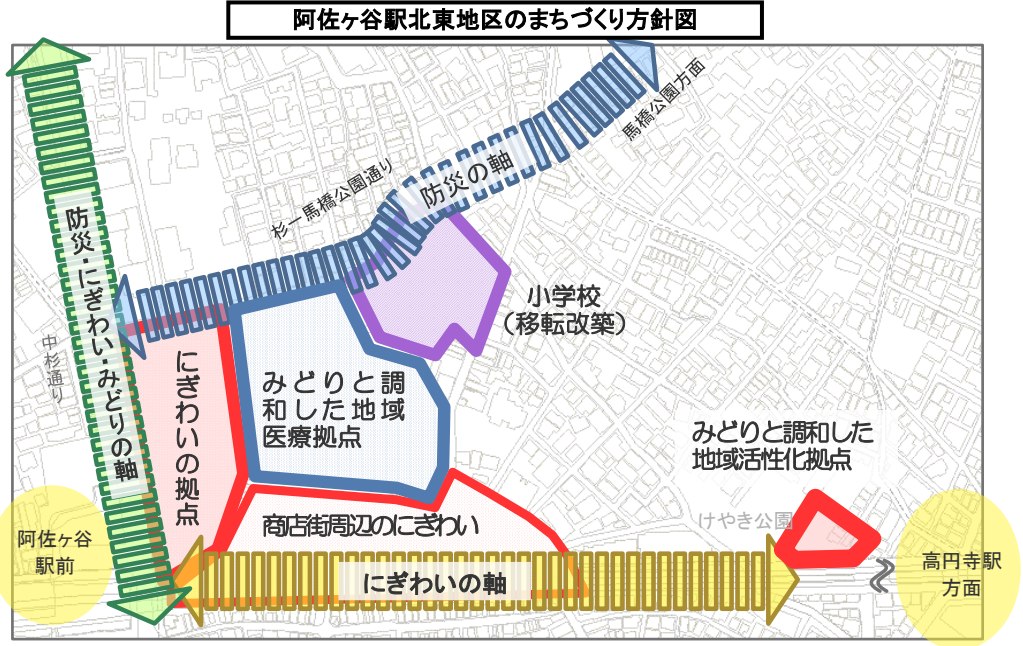 阿佐ヶ谷駅北東地区のまちづくり方針図
馬橋公園方面
防災の軸
杉一馬橋公園通り
防災・にぎわい・みどりの軸
小学校
（移転改築）
中杉通り
にぎわいの拠点
みどりと調
和した地域
医療拠点
みどりと調和した
地域活性化拠点
商店街周辺のにぎわい
けやき公園
阿佐ヶ谷
駅前
にぎわいの軸
高円寺駅
方面